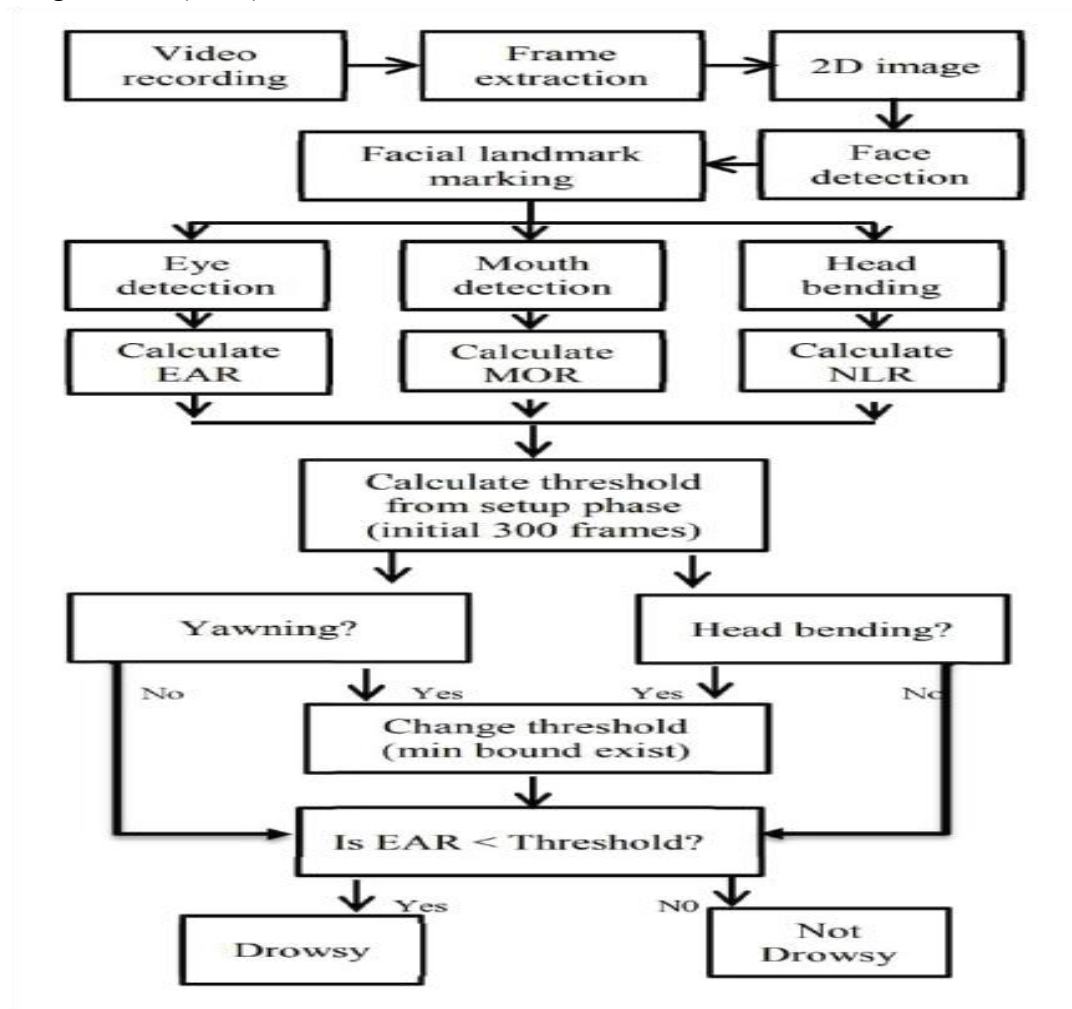 Video
recording
Frame
extraction
2D image
Facial landmark
marking
Face
detection
Eye
detection
Mouth
detection
Head
bending
Calculate
EAR
Calculate
MOR
Calculate
NLR
Calculate threshold
from setup phase
(initial 300 frames)
Yawning?
Head bending?
No
Yes
Yes
No
Change threshold
(min bound exist)
Is EAR < Threshold?
Yes
N0
Drowsy
Not
Drowsy